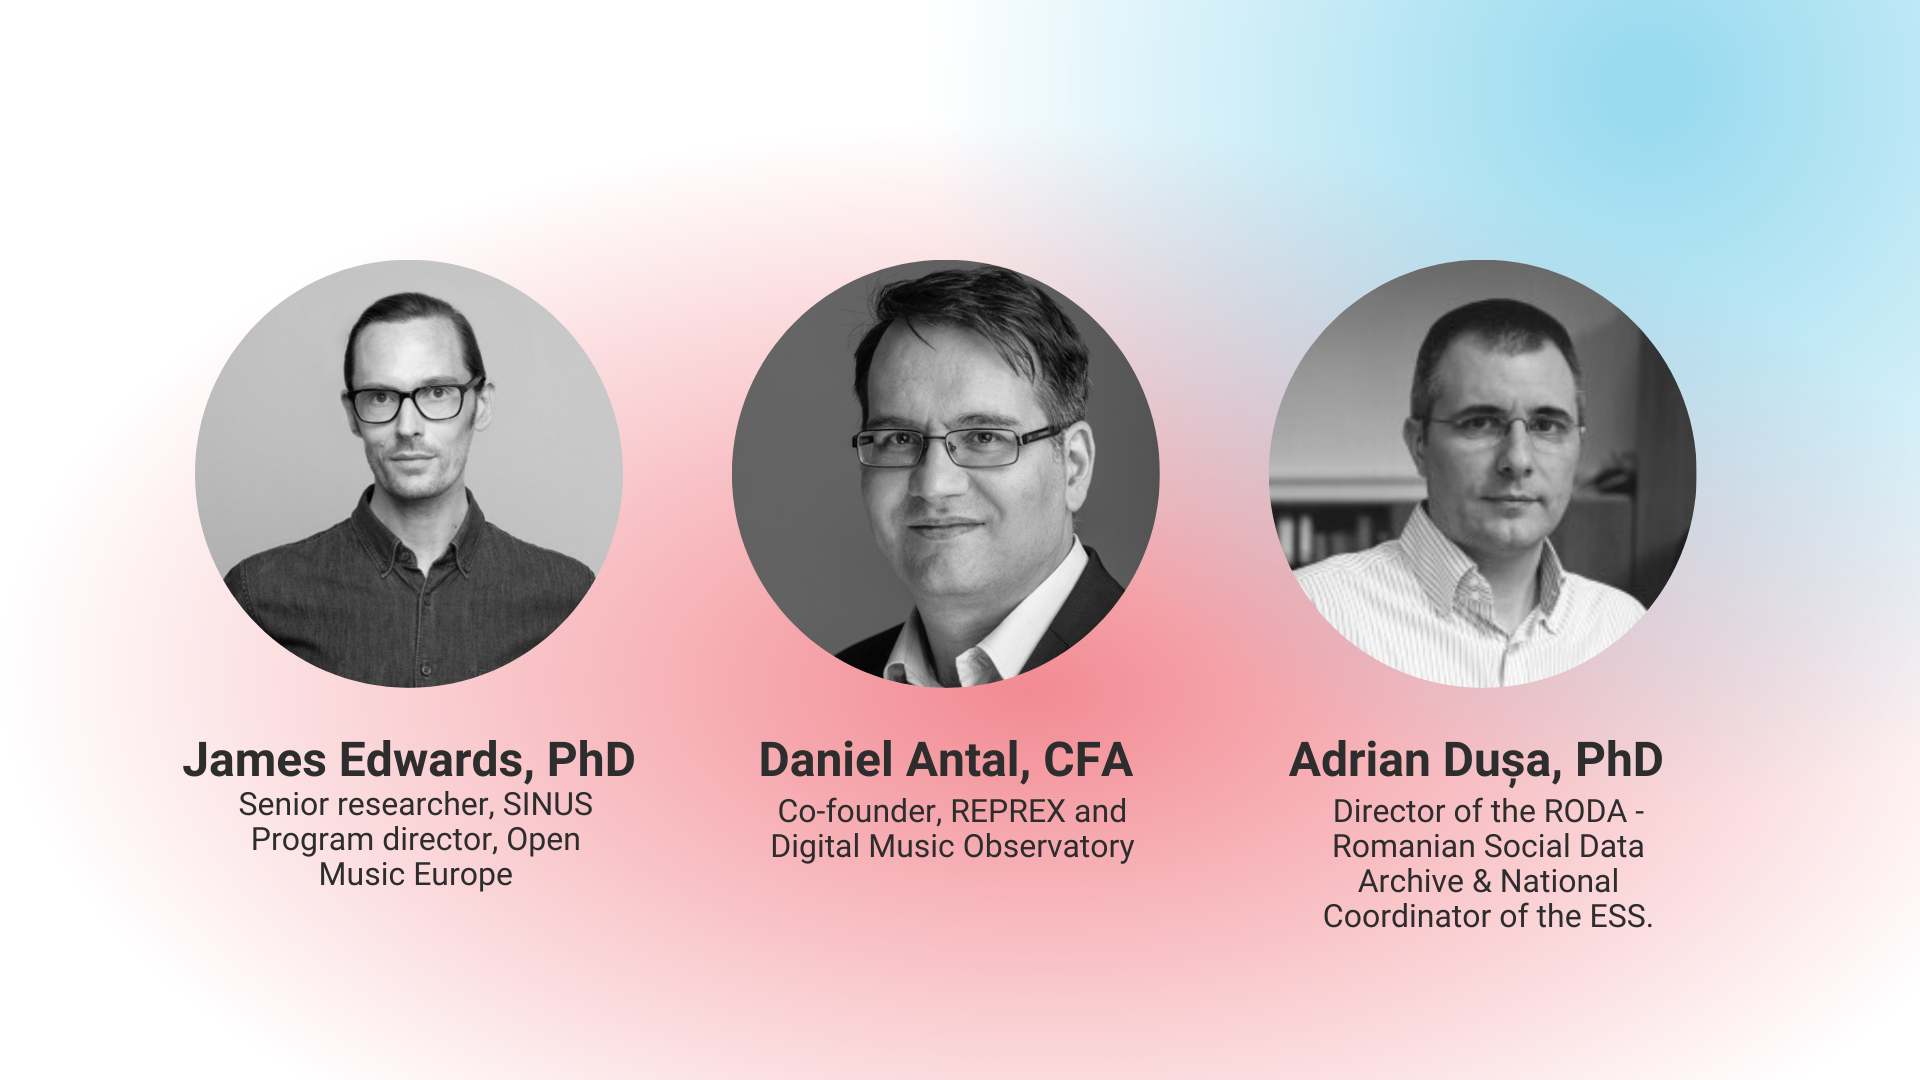 James Edwards, PhD
Senior researcher, SINUS
Program director, Open
Music Europe
Daniel Antal, CFA
Co-founder, REPREX and
Digital Music Observatory
Adrian Dușa, PhD
Director of the RODA -
Romanian Social Data
Archive & National
Coordinator of the ESS.